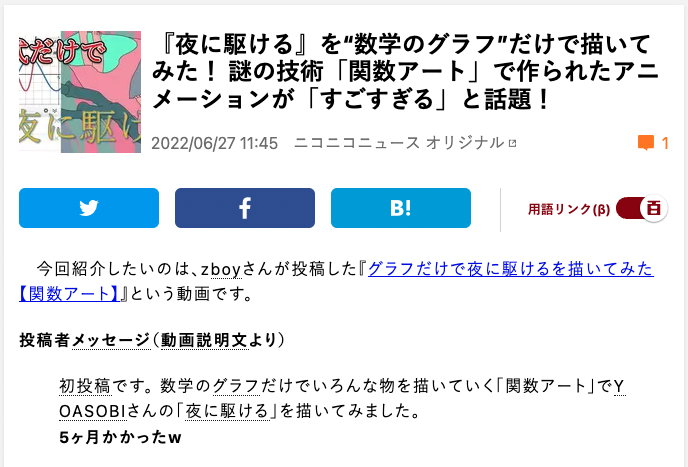 式だけで
夜に駆け
『夜に駆ける』を“数学のグラフ”だけで描いて
みた！ 謎の技術「関数アート」で作られたアニ
メーションが「すごすぎる」と話題！
2022/06/27 11:45 ニコニコニュース オリジナル
1
B!
用語リンク(β) 百
今回紹介したいのは、zboyさんが投稿した『グラフだけで夜に駆けるを描いてみた
【関数アート】』という動画です。
投稿者メッセージ（動画説明文より）
初投稿です。数学のグラフだけでいろんな物を描いていく「関数アート」でY
OASOBIさんの「夜に駆ける」を描いてみました。
5ヶ月かかったw